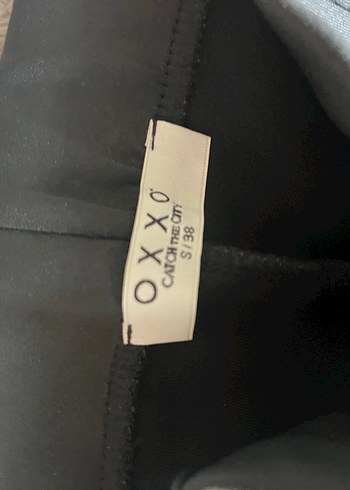 OXXO
CATCH THE CITY
S / 38